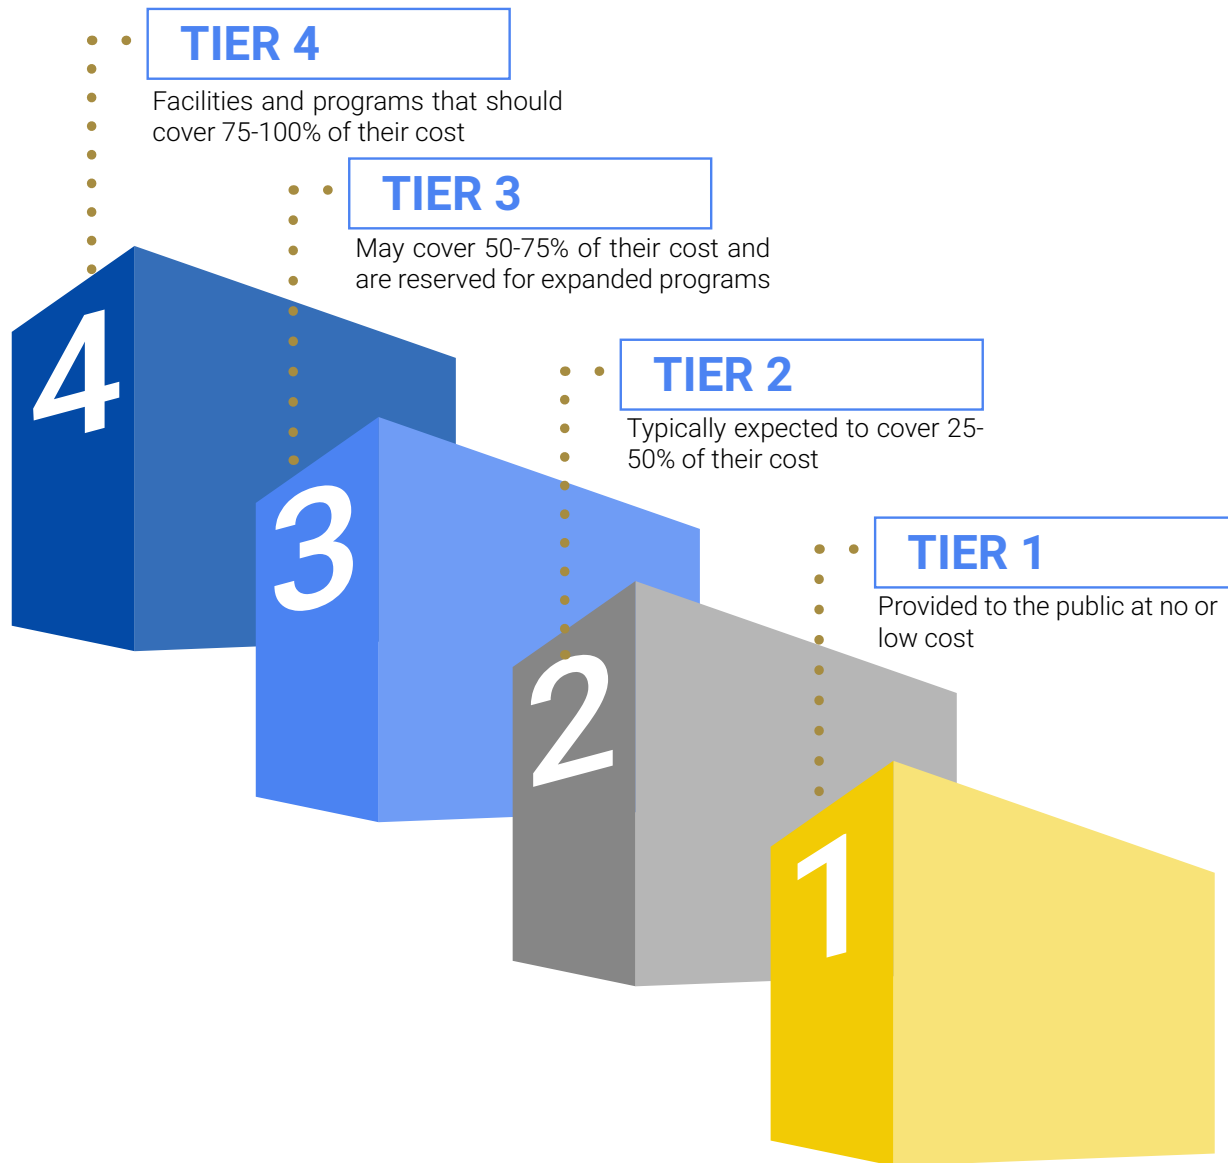 TIER 4
Facilities and programs that should
cover 75-100% of their cost
TIER 3
May cover 50-75% of their cost and
are reserved for expanded programs
4
TIER 2
Typically expected to cover 25-
50% of their cost
3
TIER 1
Provided to the public at no or
low cost
2
1